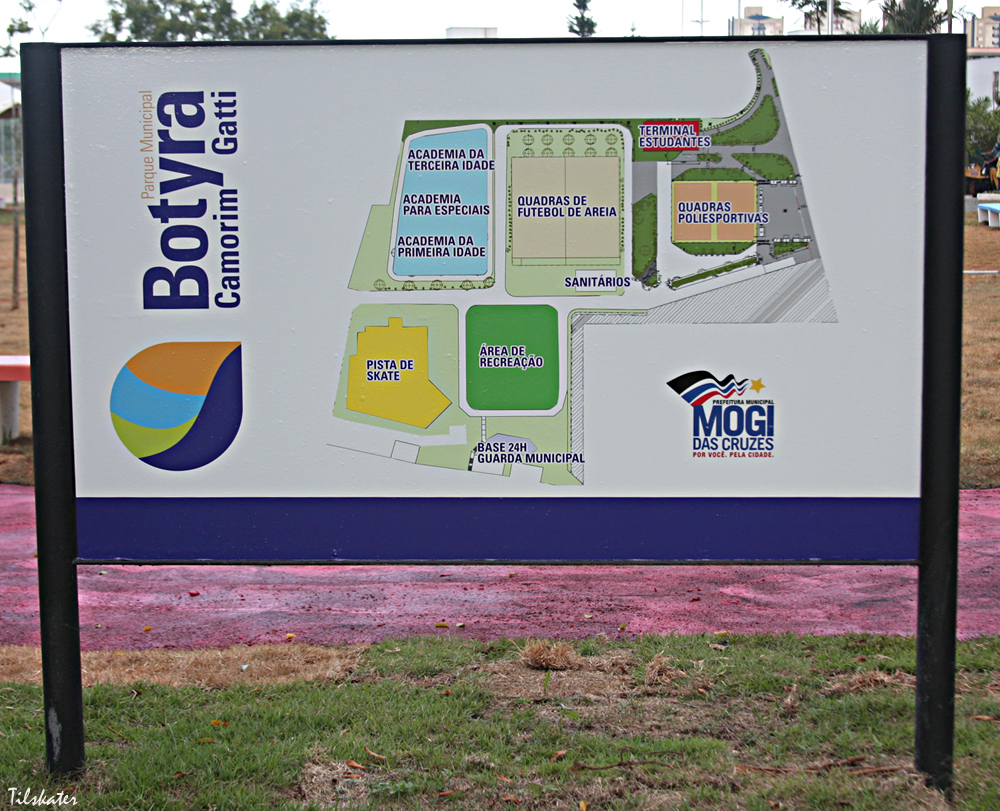 Parque Municipal
Botyra
Camorim Gatti
ACADEMIA DA
TERCEIRA IDADE
ACADEMIA
PARA ESPECIAIS
ACADEMIA DA
PRIMEIRA IDADE
QUADRAS DE
FUTEBOL DE AREIA
TERMINAL
ESTUDANTES
QUADRAS
POLIESPORTIVAS
SANITÁRIOS
PISTA DE
SKATE
ÁREA DE
RECREAÇÃO
BASE 24H
GUARDA MUNICIPAL
PREFEITURA MUNICIPAL
MOGI
DAS CRUZES
POR VOCÊ. PELA CIDADE.
Tilskater